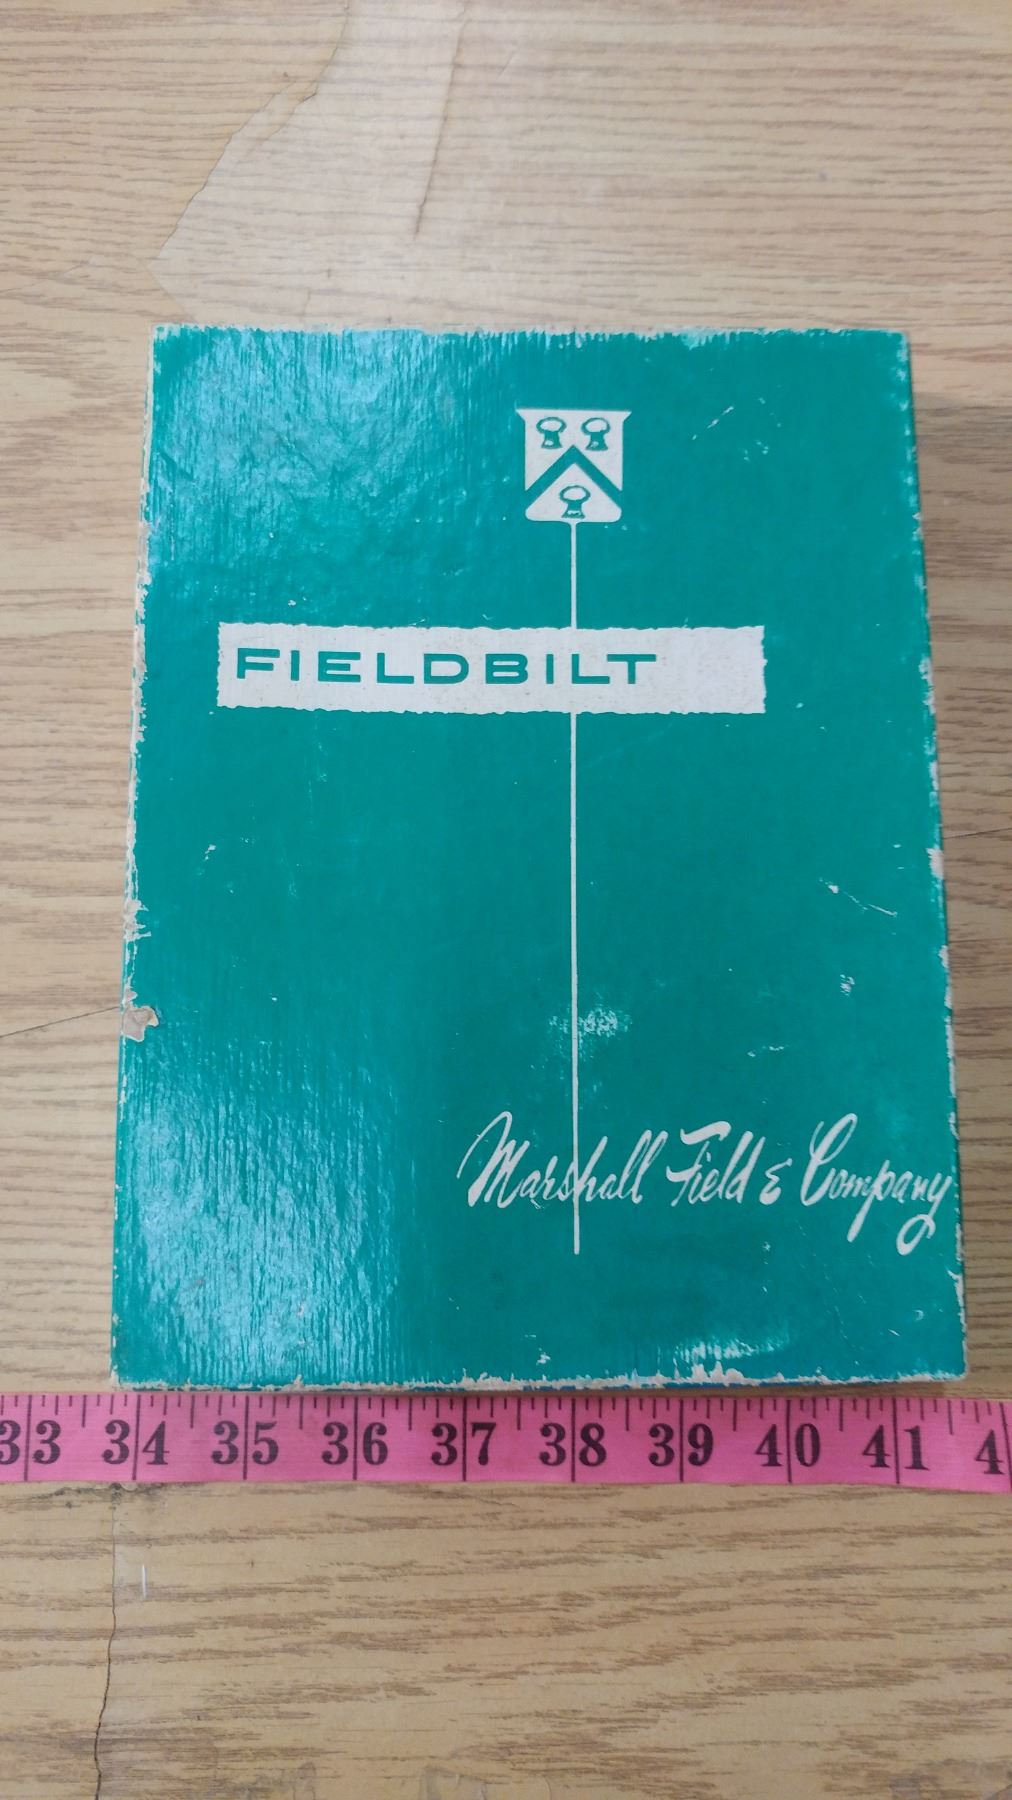 FIELDBILT
Marshall Field & Company
33 34 35 36 37 38 39 40 41 4